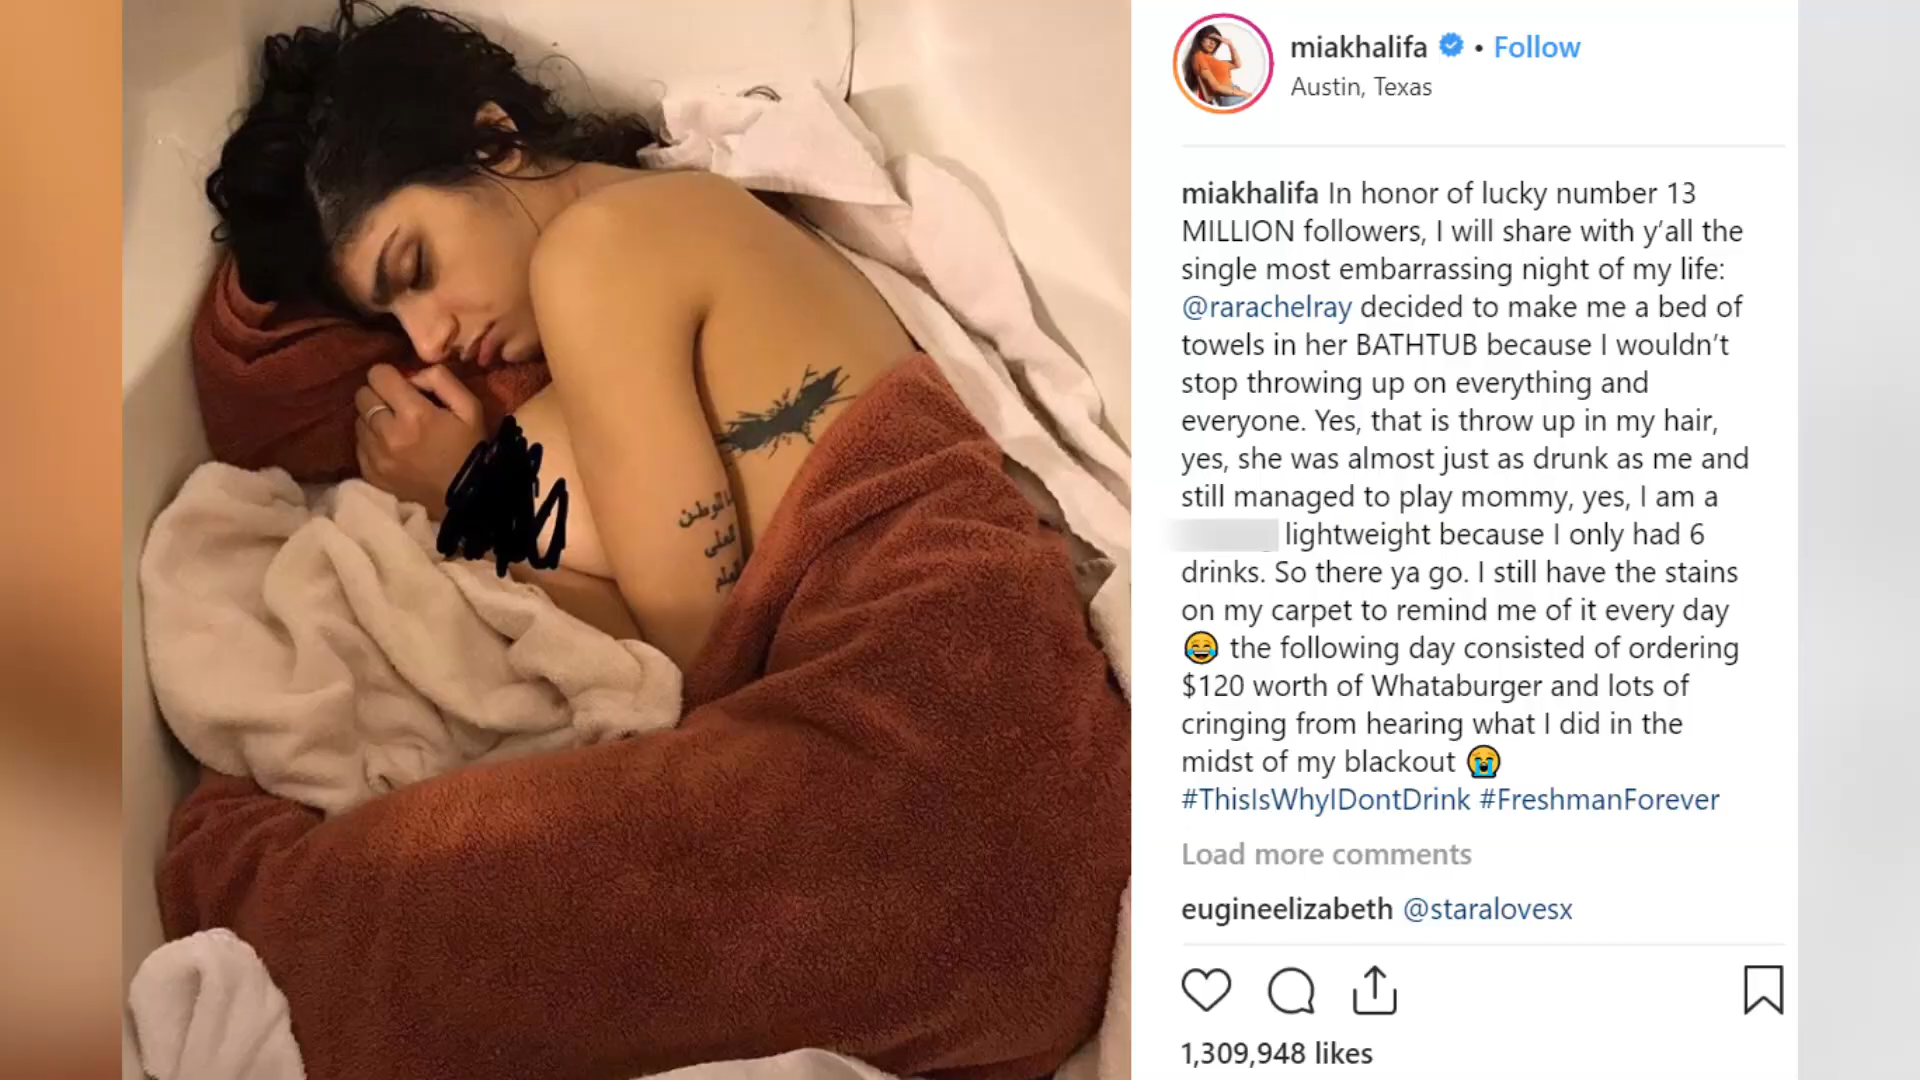 miakhalifa • Follow
Austin, Texas
miakhalifa In honor of lucky number 13
MILLION followers, I will share with y’all the
single most embarrassing night of my life:
@rarachelray decided to make me a bed of
towels in her BATHTUB because I wouldn’t
stop throwing up on everything and
everyone. Yes, that is throw up in my hair,
yes, she was almost just as drunk as me and
still managed to play mommy, yes, I am a
lightweight because I only had 6
drinks. So there ya go. I still have the stains
on my carpet to remind me of it every day
😂 the following day consisted of ordering
$120 worth of Whataburger and lots of
cringing from hearing what I did in the
midst of my blackout 😭
#ThisIsWhyIDontDrink #FreshmanForever
Load more comments
eugineelizabeth @staralovesx
1,309,948 likes
للوطن
للعلى
للعلم